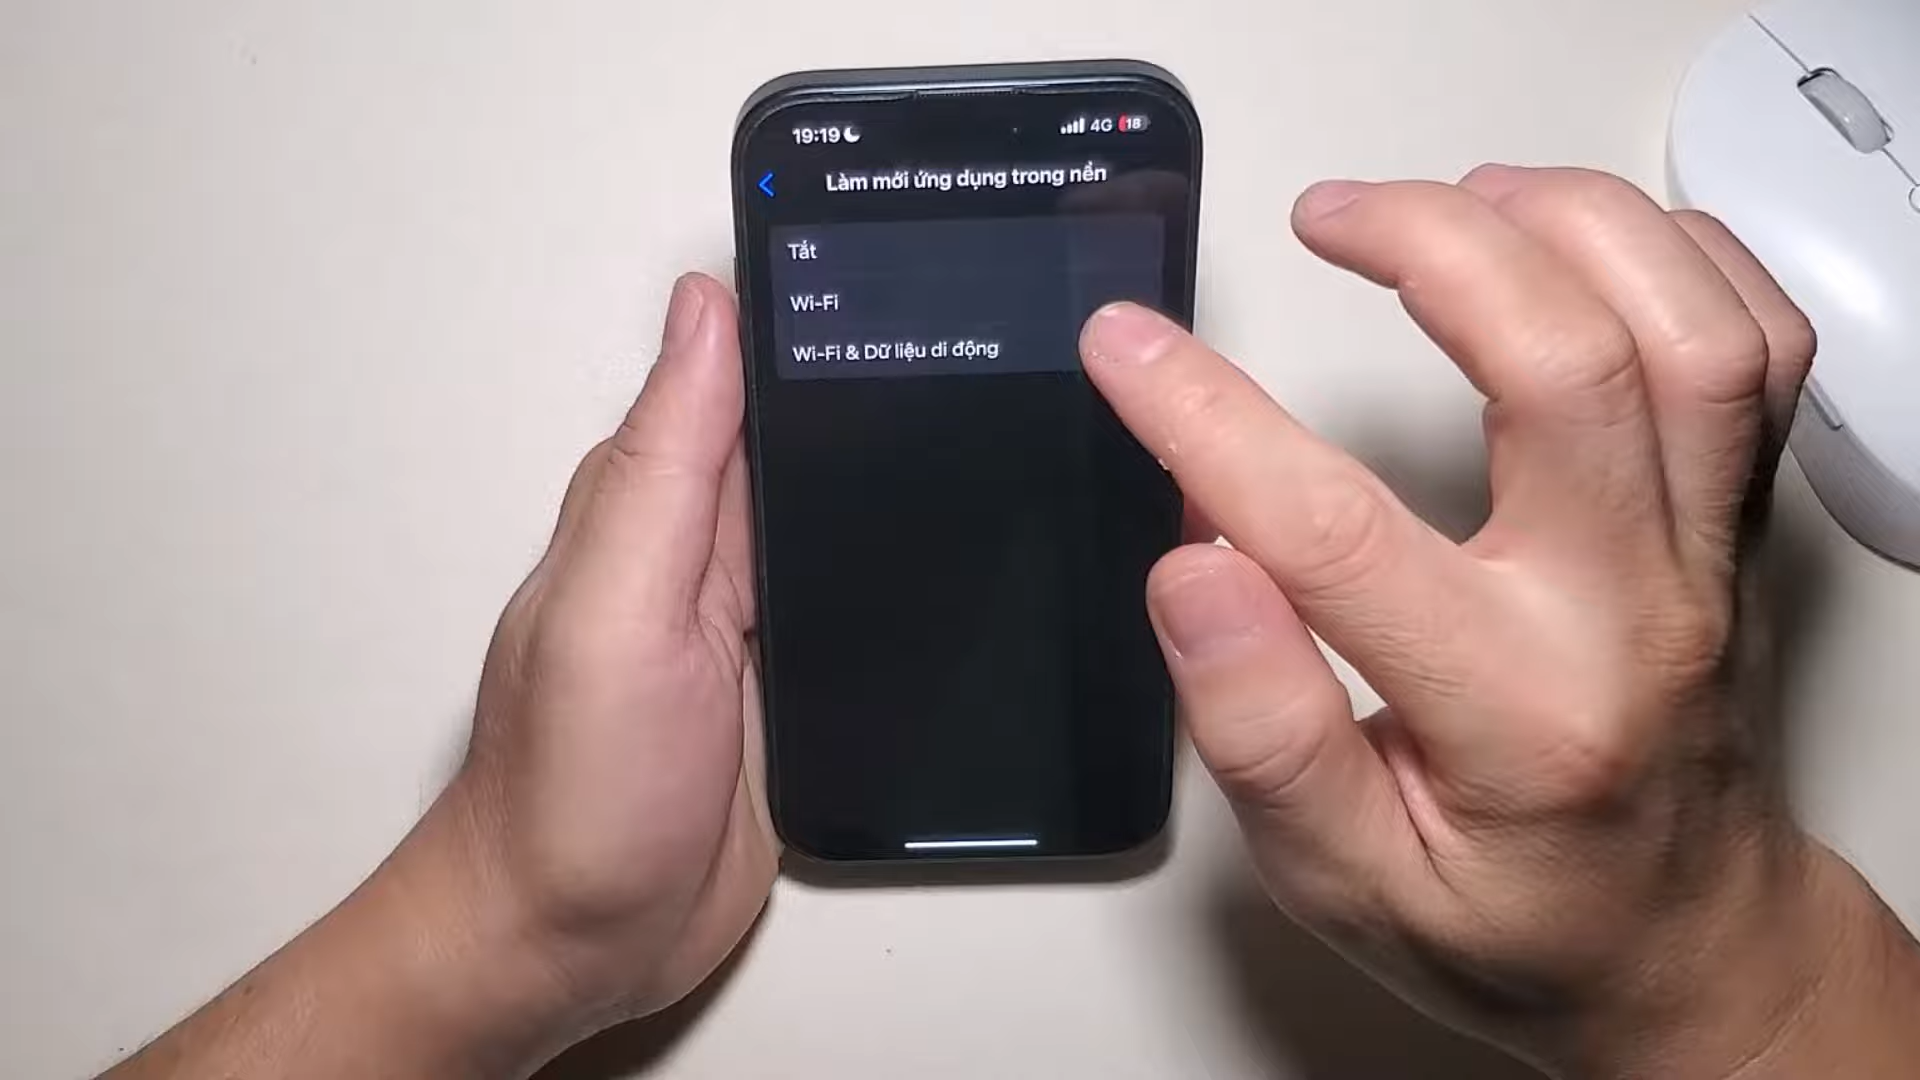 19:19
4G 18
Làm mới ứng dụng trong nền
Tắt
Wi-Fi
Wi-Fi & Dữ liệu di động